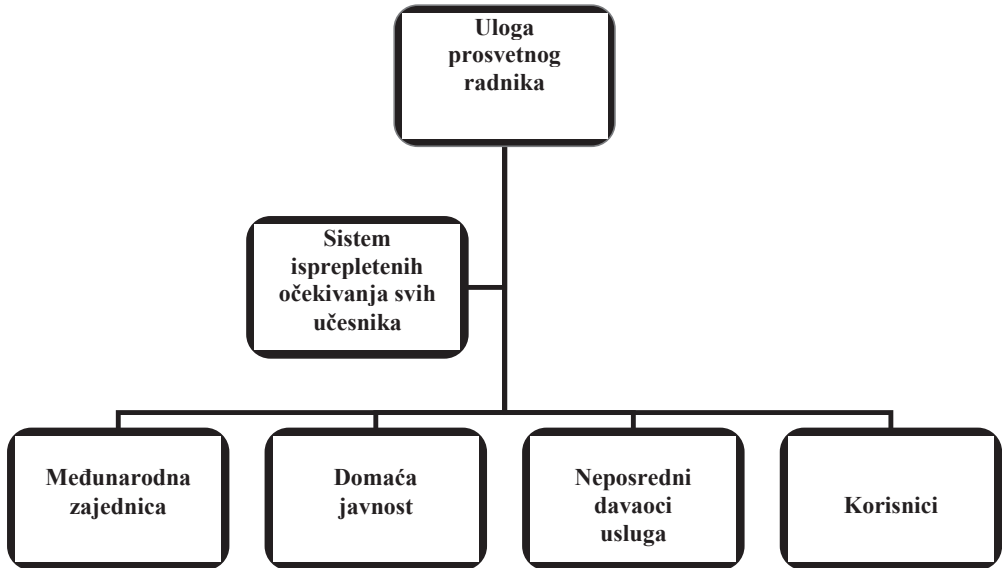 Uloga
prosvetnog
radnika
Sistem
isprepletenih
očekivanja svih
učesnika
Međunarodna
zajednica
Domaća
javnost
Neposredni
davaoci
usluga
Korisnici